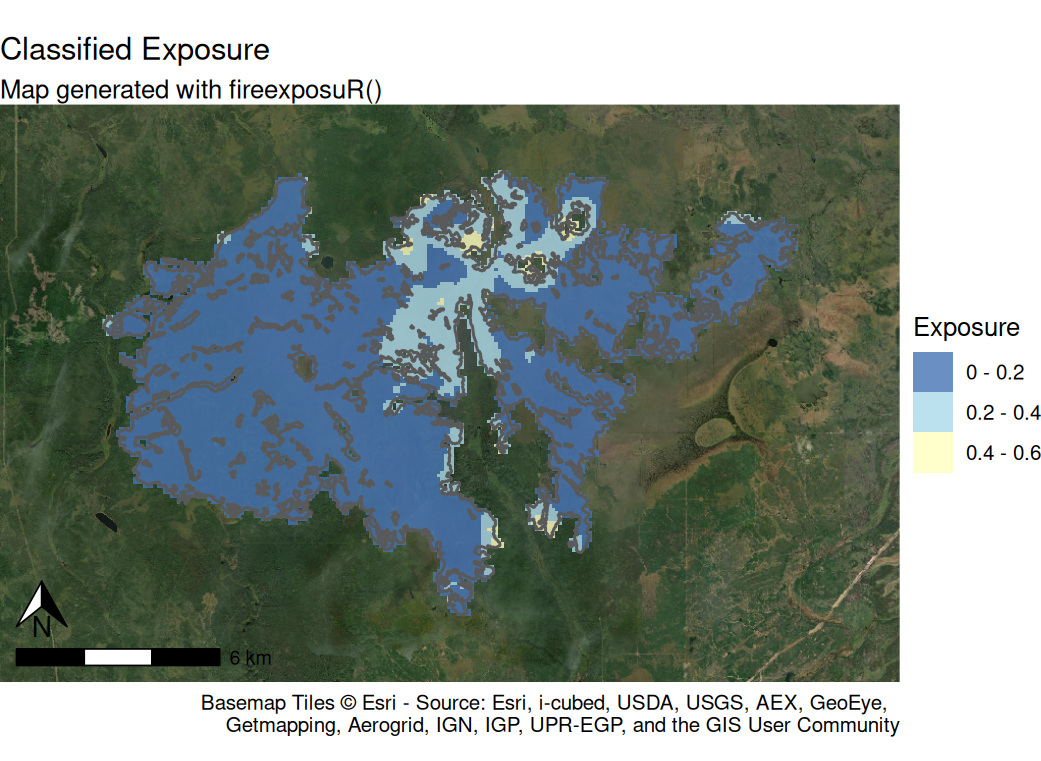 Classified Exposure
Map generated with fireexposuR()
Exposure
0 - 0.2
0.2 - 0.4
0.4 - 0.6
N
6 km
Basemap Tiles © Esri - Source: Esri, i-cubed, USDA, USGS, AEX, GeoEye,
Getmapping, Aerogrid, IGN, IGP, UPR-EGP, and the GIS User Community